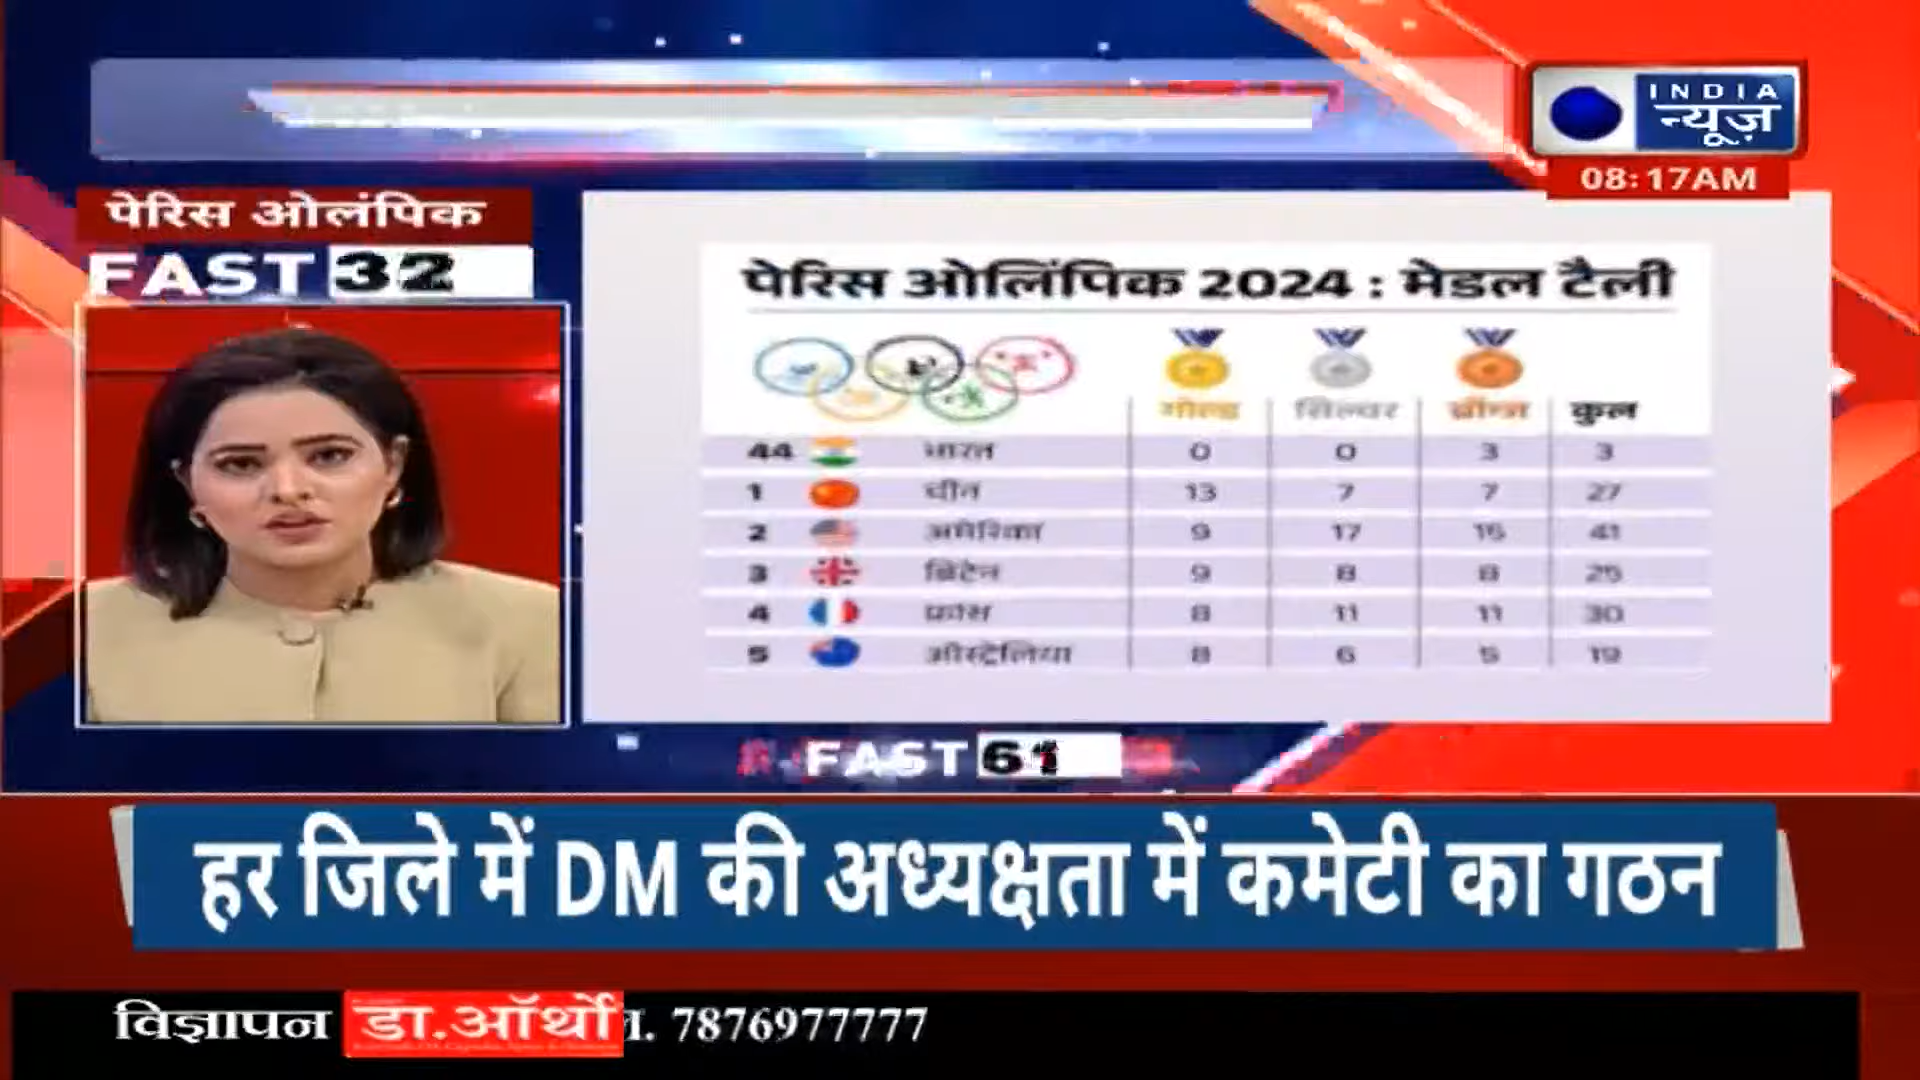 INDIA
न्यूज़
08:17AM
पेरिस ओलंपिक
FAST 32
पेरिस ओलिंपिक 2024 : मेडल टैली
गोल्ड सिल्वर ब्रॉन्ज कुल
44 भारत 0 0 3 3
1 चीन 13 7 7 27
2 अमेरिका 9 17 15 41
3 ब्रिटेन 9 8 8 25
4 फ्रांस 8 11 11 30
5 ऑस्ट्रेलिया 8 6 5 19
FAST 61
हर जिले में DM की अध्यक्षता में कमेटी का गठन
विज्ञापन डा.ऑर्थो 7876977777